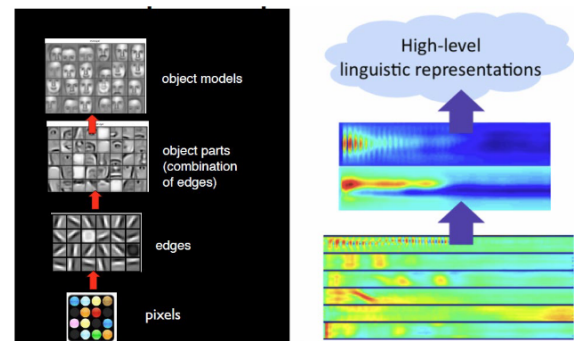 object models
object parts
(combination
of edges)
edges
pixels
High-level
linguistic representations